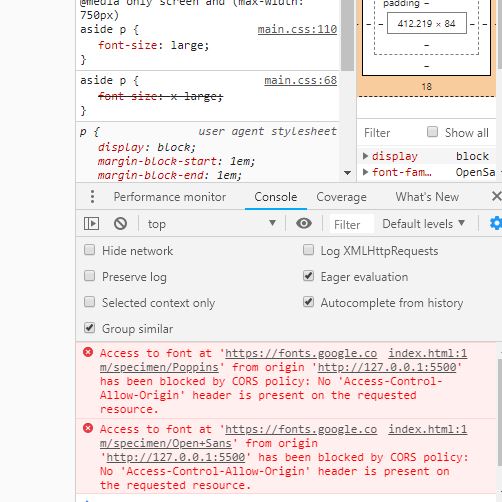 @media only screen and (max-width:
750px)
aside p {
main.css:110
font-size: large;
}
aside p {
main.css:68
font-size: x-large;
}
p {
user agent stylesheet
display: block;
margin-block-start: 1em;
margin-block-end: 1em;
padding –
412.219 × 84
–
–
18
Filter
Show all
display
block
font-fam…
OpenSa
Performance monitor
Console
Coverage
What's New
top
Filter
Default levels
Hide network
Log XMLHttpRequests
Preserve log
Eager evaluation
Selected context only
Autocomplete from history
Group similar
Access to font at 'https://fonts.google.co index.html:1
m/specimen/Poppins' from origin 'http://127.0.0.1:5500'
has been blocked by CORS policy: No 'Access-Control-
Allow-Origin' header is present on the requested
resource.
Access to font at 'https://fonts.google.co index.html:1
m/specimen/Open+Sans' from origin
'http://127.0.0.1:5500' has been blocked by CORS policy:
No 'Access-Control-Allow-Origin' header is present on
the requested resource.